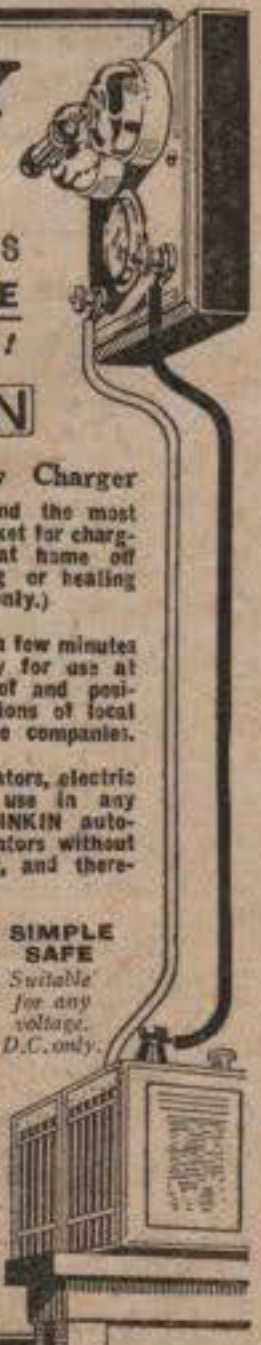 Y
S
E
!
N
y Charger
nd the most
ket for charg-
at home off
g or heating
only.)
a few minutes
y for use at
of and posi-
tions of local
e companies.
ators, electric
use in any
INKIN auto-
ators without
, and there-
SIMPLE
SAFE
Suitable
for any
voltage.
D.C. only.